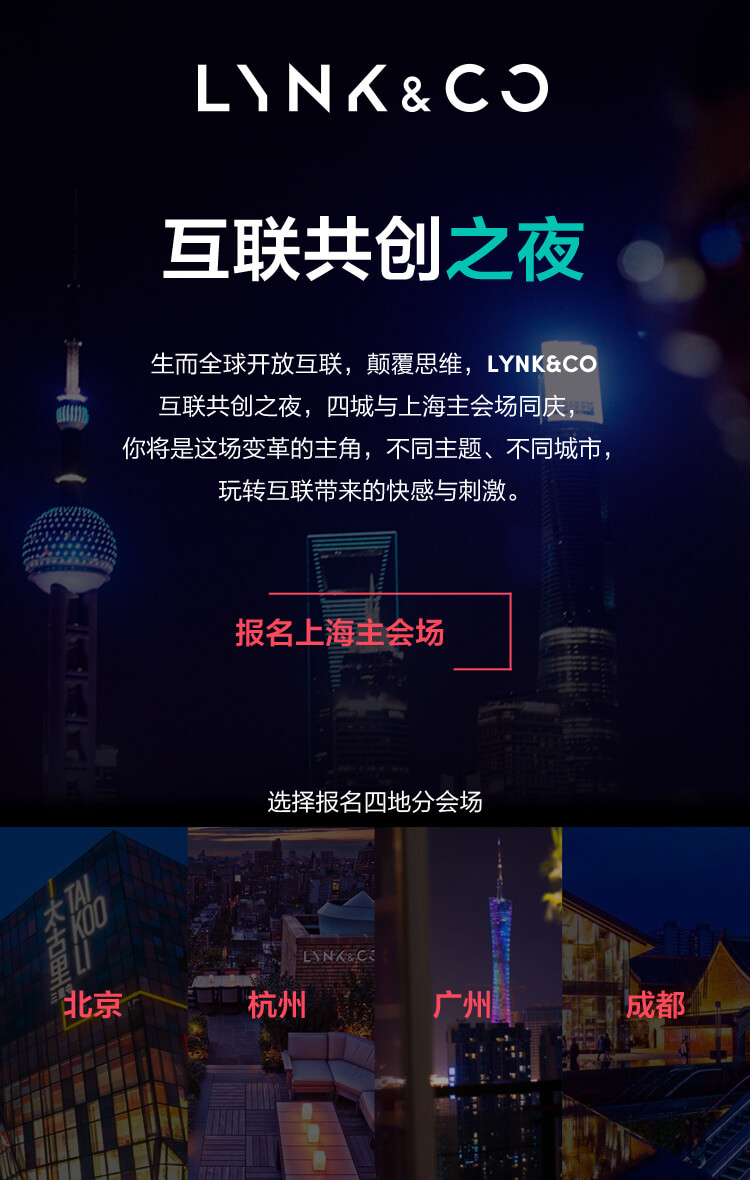 LYNK&CO
互联共创之夜
生而全球开放互联，颠覆思维，LYNK&CO
互联共创之夜，四城与上海主会场同庆，
你将是这场变革的主角，不同主题、不同城市，
玩转互联带来的快感与刺激。
报名上海主会场
选择报名四地分会场
太古里
TAI
KOO
LI
LYNK&CO
北京
杭州
广州
成都